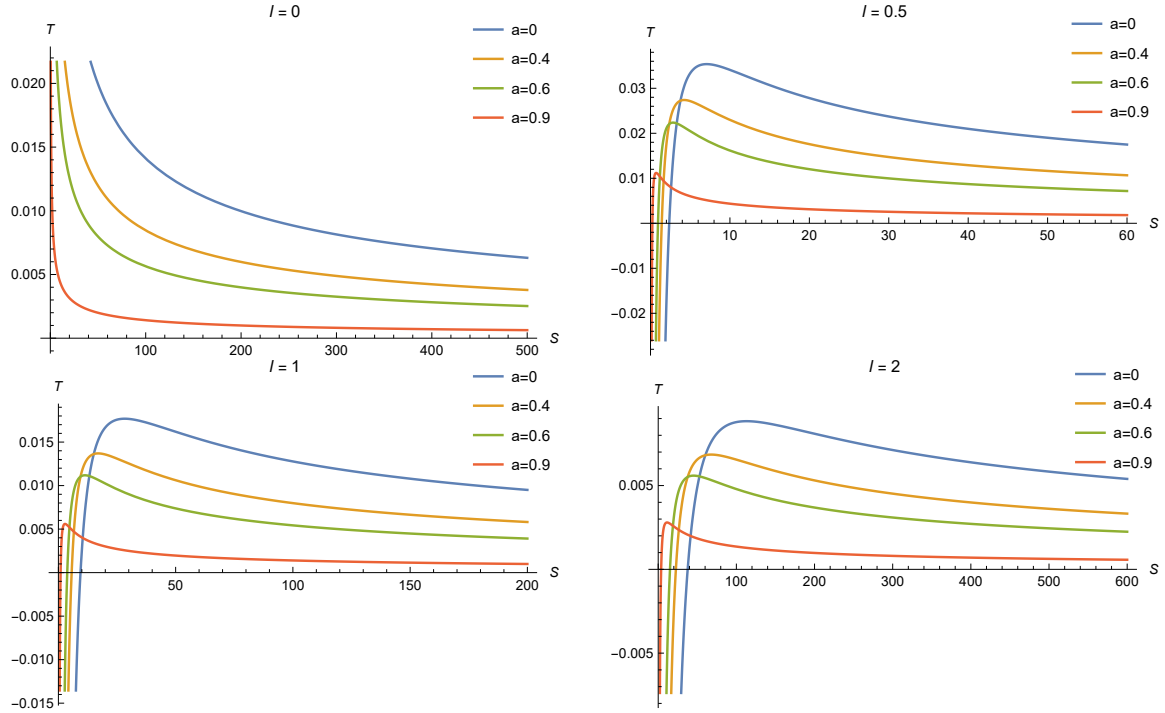 l = 0
T
a=0
a=0.4
a=0.6
a=0.9
0.020
0.015
0.010
0.005
100 200 300 400 500 S
l = 0.5
T
a=0
a=0.4
a=0.6
a=0.9
0.03
0.02
0.01
10 20 30 40 50 60 S
−0.01
−0.02
l = 1
T
a=0
a=0.4
a=0.6
a=0.9
0.015
0.010
0.005
50 100 150 200 S
−0.005
−0.010
−0.015
l = 2
T
a=0
a=0.4
a=0.6
a=0.9
0.005
100 200 300 400 500 600 S
−0.005